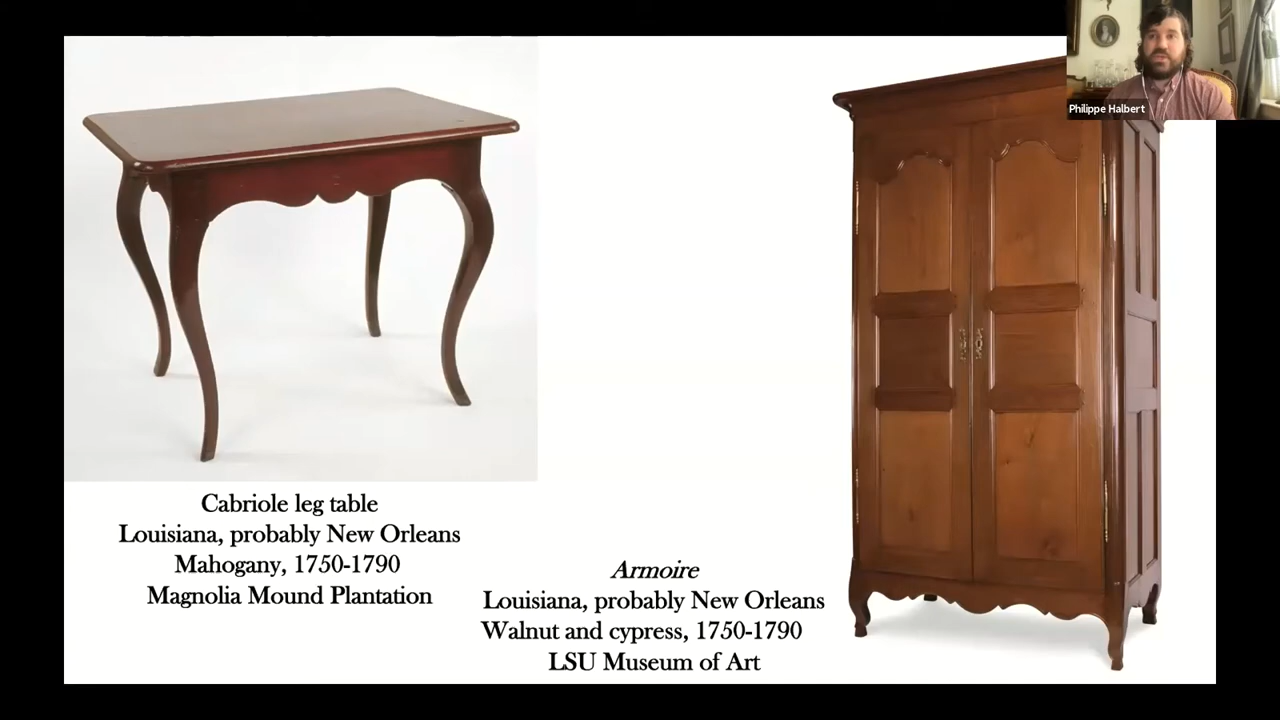 Philippe Halbert
Cabriole leg table
Louisiana, probably New Orleans
Mahogany, 1750-1790
Magnolia Mound Plantation
Armoire
Louisiana, probably New Orleans
Walnut and cypress, 1750-1790
LSU Museum of Art